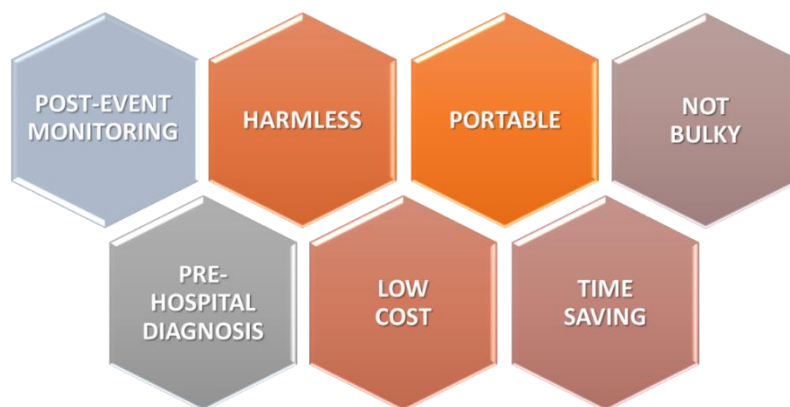 POST-EVENT
MONITORING
HARMLESS
PORTABLE
NOT
BULKY
PRE-
HOSPITAL
DIAGNOSIS
LOW
COST
TIME
SAVING